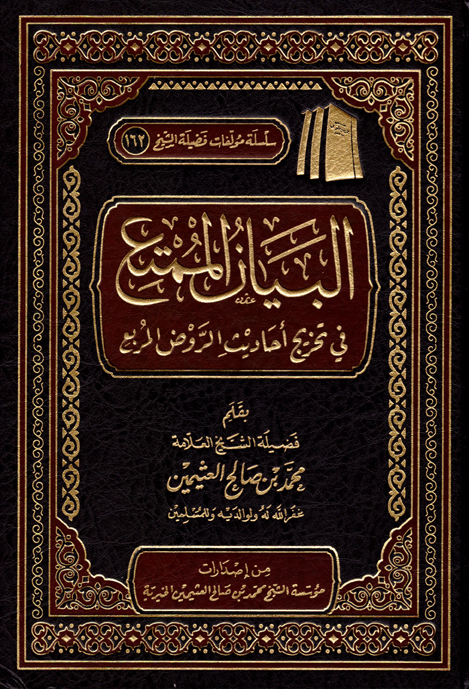 سلسلة مؤلفات فضيلة الشيخ ١٦٢
البيان الممتع
في تخريج أحاديث الروض المربع
بقلم
فضيلة الشيخ العلامة
محمد بن صالح العثيمين
غفر الله له ولوالديه وللمسلمين
من إصدارات
مؤسسة الشيخ محمد بن صالح العثيمين الخيرية